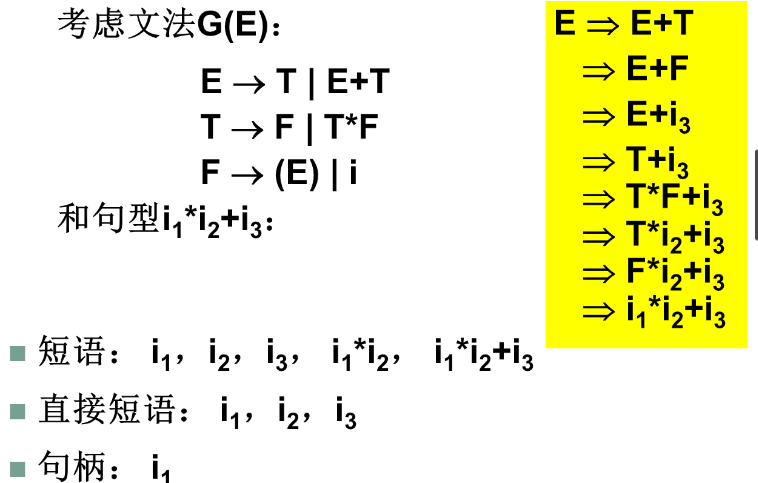 考虑文法G(E)：
E → T | E+T
T → F | T*F
F → (E) | i
和句型i₁*i₂+i₃：
E ⇒ E+T
⇒ E+F
⇒ E+i₃
⇒ T+i₃
⇒ T*F+i₃
⇒ T*i₂+i₃
⇒ F*i₂+i₃
⇒ i₁*i₂+i₃
短语： i₁，i₂，i₃， i₁*i₂， i₁*i₂+i₃
直接短语： i₁，i₂，i₃
句柄： i₁